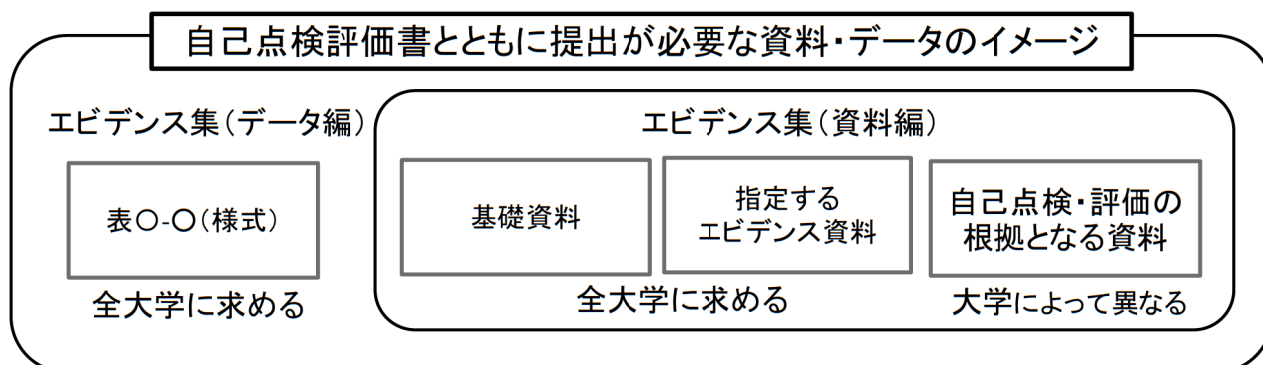 自己点検評価書とともに提出が必要な資料・データのイメージ
エビデンス集(データ編)
表〇-〇(様式)
全大学に求める
エビデンス集(資料編)
基礎資料
指定する
エビデンス資料
全大学に求める
自己点検・評価の
根拠となる資料
大学によって異なる